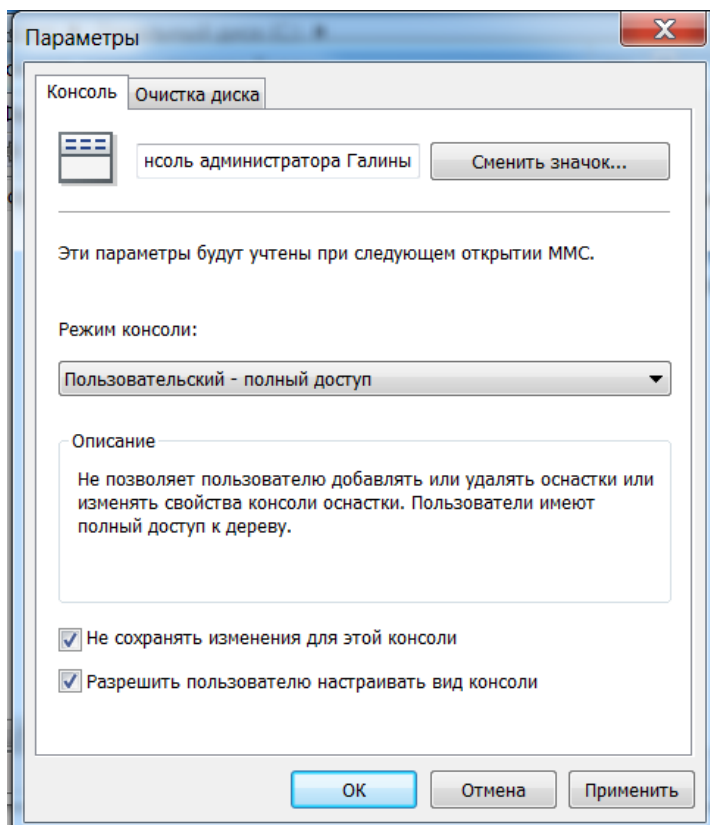 Параметры
Консоль
Очистка диска
нсоль администратора Галины
Сменить значок...
Эти параметры будут учтены при следующем открытии MMC.
Режим консоли:
Пользовательский - полный доступ
Описание
Не позволяет пользователю добавлять или удалять оснастки или
изменять свойства консоли оснастки. Пользователи имеют
полный доступ к дереву.
Не сохранять изменения для этой консоли
Разрешить пользователю настраивать вид консоли
ОК
Отмена
Применить